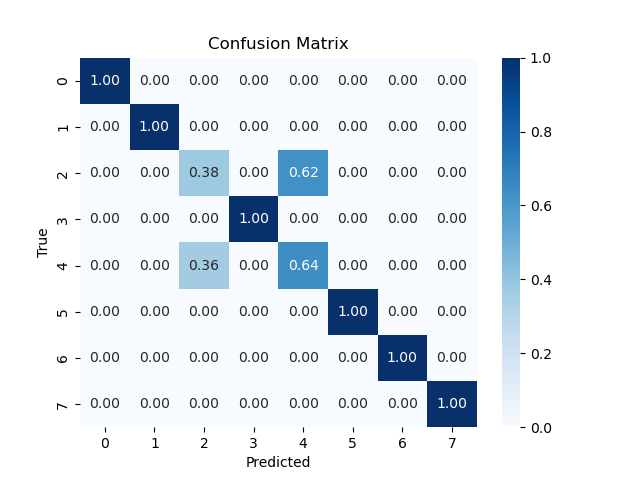 Confusion Matrix
True
0 1.00 0.00 0.00 0.00 0.00 0.00 0.00 0.00
1 0.00 1.00 0.00 0.00 0.00 0.00 0.00 0.00
2 0.00 0.00 0.38 0.00 0.62 0.00 0.00 0.00
3 0.00 0.00 0.00 1.00 0.00 0.00 0.00 0.00
4 0.00 0.00 0.36 0.00 0.64 0.00 0.00 0.00
5 0.00 0.00 0.00 0.00 0.00 1.00 0.00 0.00
6 0.00 0.00 0.00 0.00 0.00 0.00 1.00 0.00
7 0.00 0.00 0.00 0.00 0.00 0.00 0.00 1.00
0 1 2 3 4 5 6 7
Predicted
1.0
0.8
0.6
0.4
0.2
0.0